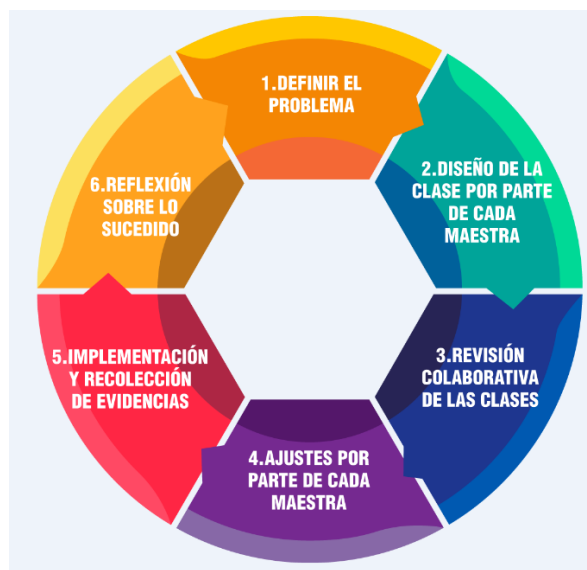 1.DEFINIR EL
PROBLEMA
2.DISEÑO DE LA
CLASE POR PARTE
DE CADA
MAESTRA
3.REVISIÓN
COLABORATIVA
DE LAS CLASES
4.AJUSTES POR
PARTE DE CADA
MAESTRA
5.IMPLEMENTACIÓN
Y RECOLECCIÓN
DE EVIDENCIAS
6.REFLEXIÓN
SOBRE LO
SUCEDIDO